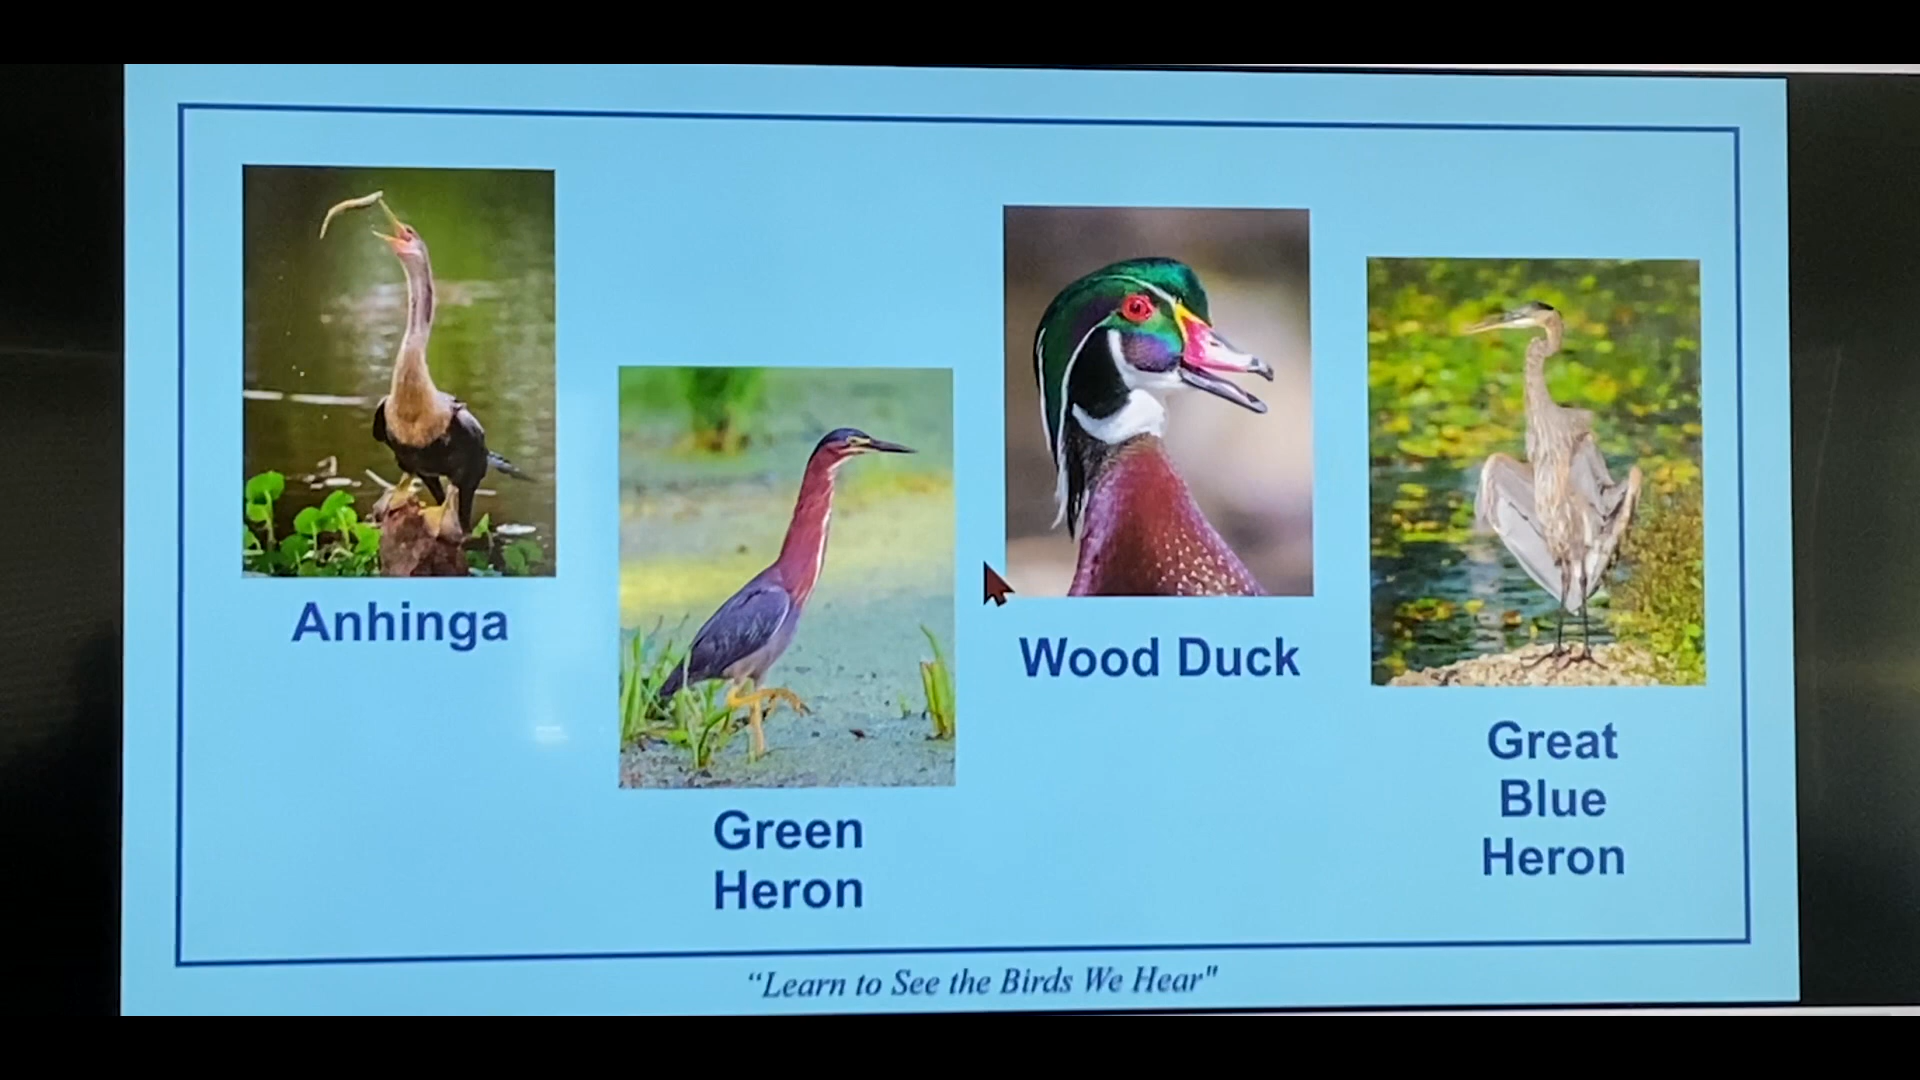 Anhinga
Green
Heron
Wood Duck
Great
Blue
Heron
“Learn to See the Birds We Hear"